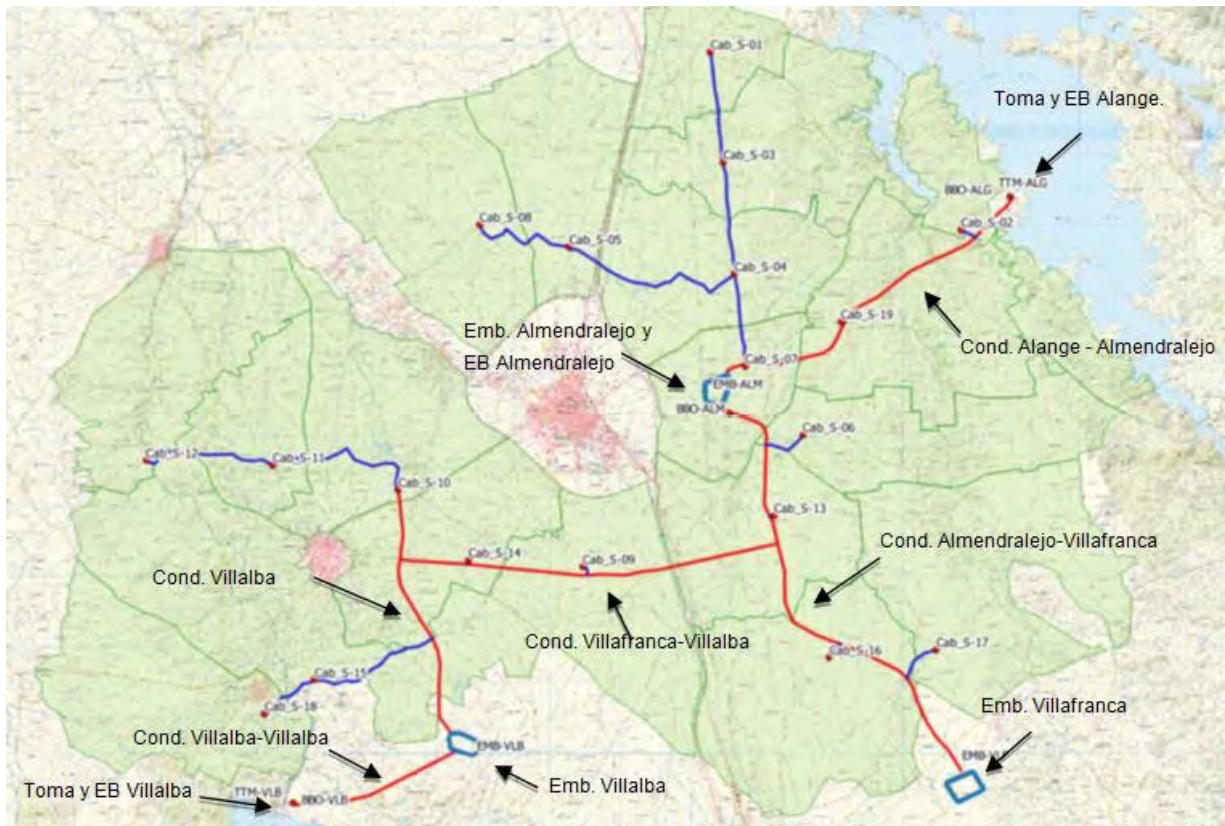 Cab_S-01
Toma y EB Alange.
Cab_S-03
BBO-ALG
TTM-ALG
Cab_S-08
Cab_S-02
Cab_S-05
Cab_S-04
Cab_S-19
Emb. Almendralejo y
EB Almendralejo
Cond. Alange - Almendralejo
Cab_S-07
EMB-ALM
BBO-ALM
Cab_S-06
Cab_S-12
Cab_S-11
Cab_S-10
Cab_S-13
Cond. Almendralejo-Villafranca
Cab_S-14
Cab_S-09
Cond. Villalba
Cond. Villafranca-Villalba
Cab_S-17
Cab_S-16
Cab_S-15
Cab_S-18
Emb. Villafranca
Cond. Villalba-Villalba
EMB-VLB
EMB-VLF
Emb. Villalba
Toma y EB Villalba
TTM-VLB
BBO-VLB